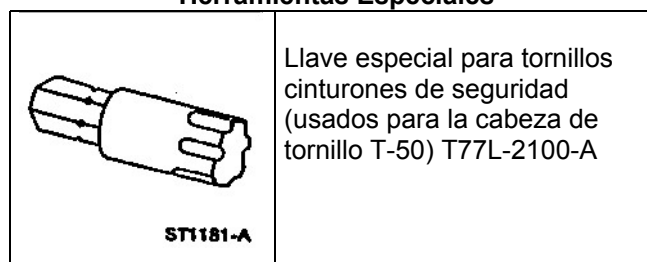 Herramientas Especiales
Llave especial para tornillos
cinturones de seguridad
(usados para la cabeza de
tornillo T-50) T77L-2100-A
ST1181-A